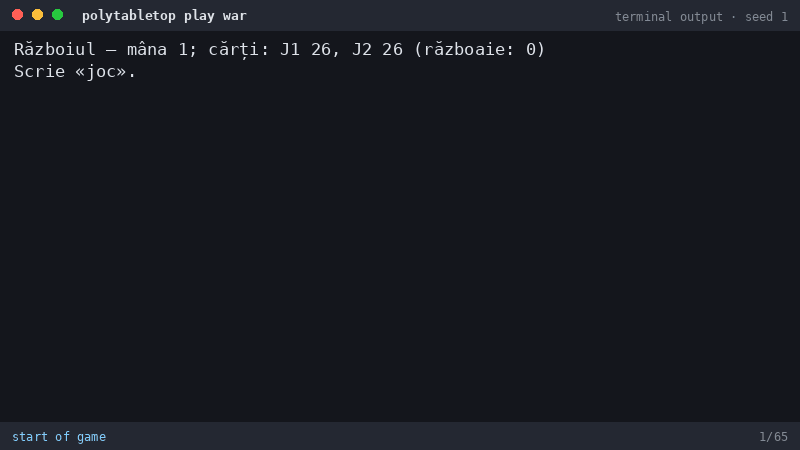 polytabletop play war
terminal output · seed 1
Războiul — mâna 1; cărți: J1 26, J2 26 (războaie: 0)
Scrie «joc».
start of game
1/65